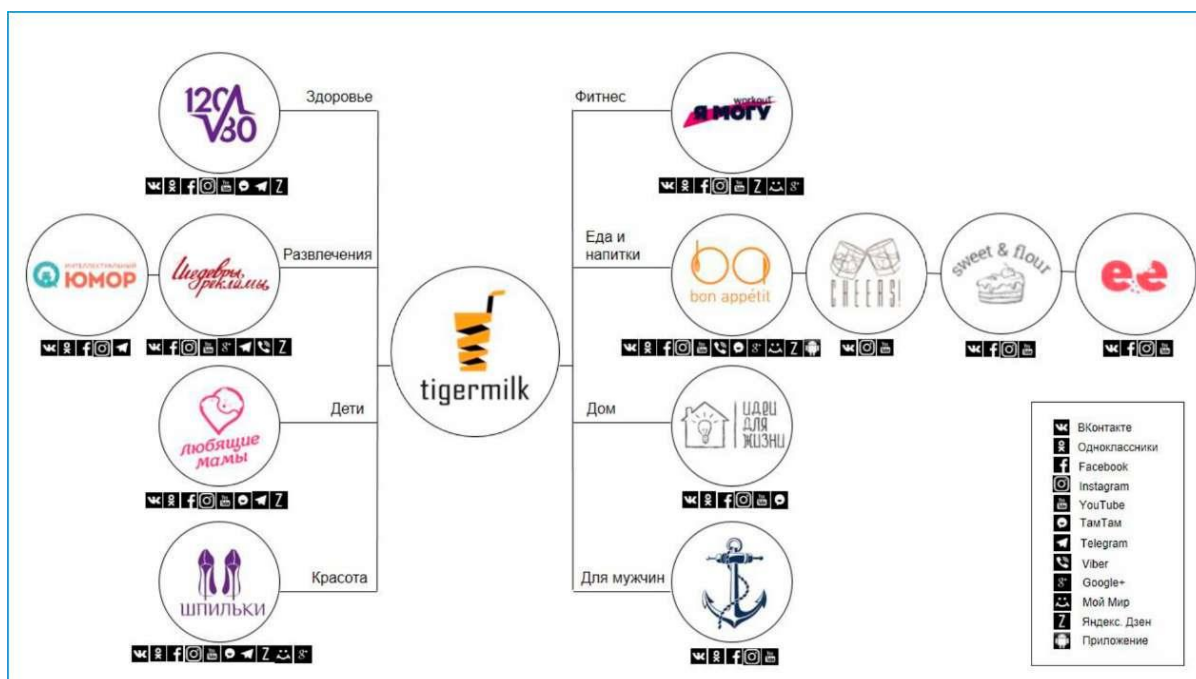 120
80
Здоровье
Фитнес
workout
Я МОГУ
ИНТЕЛЛЕКТУАЛЬНЫЙ
ЮМОР
Шедевры
рекламы
Развлечения
Еда и
напитки
ba
bon appétit
CHEERS!
sweet & flour
eе
tigermilk
любящие
мамы
Дети
Дом
ИДЕИ
ДЛЯ
ЖИЗНИ
ШПИЛЬКИ
Красота
Для мужчин
ВКонтакте
Одноклассники
Facebook
Instagram
YouTube
ТамТам
Telegram
Viber
Google+
Мой Мир
Яндекс. Дзен
Приложение